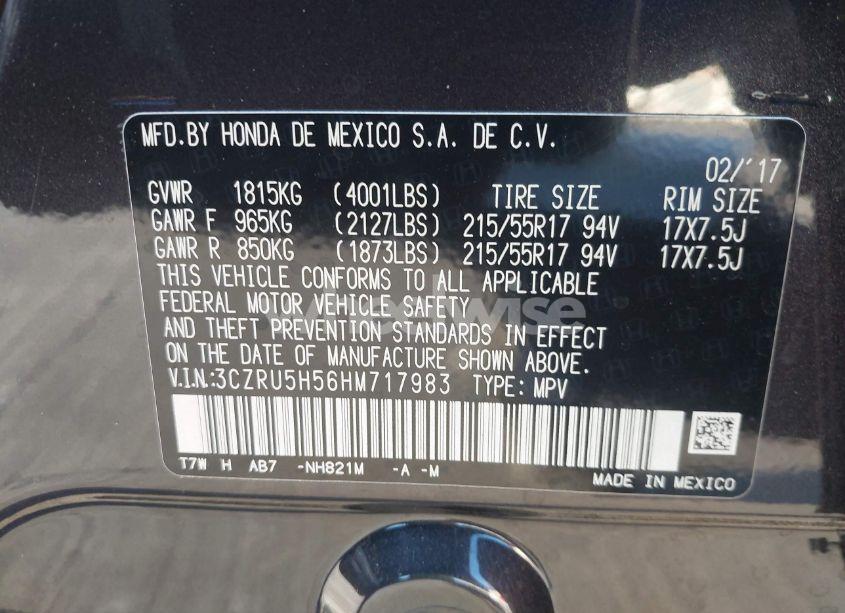 MFD.BY HONDA DE MEXICO S.A. DE C.V.
02/'17
GVWR 1815KG (4001LBS) TIRE SIZE RIM SIZE
GAWR F 965KG (2127LBS) 215/55R17 94V 17X7.5J
GAWR R 850KG (1873LBS) 215/55R17 94V 17X7.5J
THIS VEHICLE CONFORMS TO ALL APPLICABLE
FEDERAL MOTOR VEHICLE SAFETY
AND THEFT PREVENTION STANDARDS IN EFFECT
ON THE DATE OF MANUFACTURE SHOWN ABOVE.
V.I.N.:3CZRU5H56HM717983 TYPE: MPV
T7W H AB7 -NH821M -A -M
MADE IN MEXICO